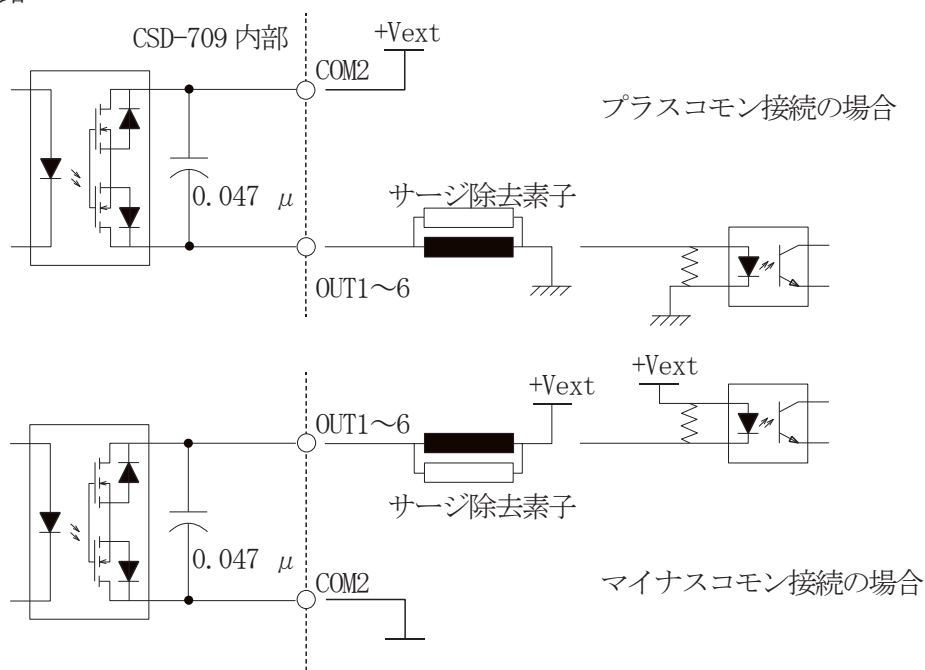 CSD-709 内部
+Vext
COM2
プラスコモン接続の場合
0.047 μ
サージ除去素子
OUT1～6
+Vext
+Vext
OUT1～6
サージ除去素子
0.047 μ
COM2
マイナスコモン接続の場合